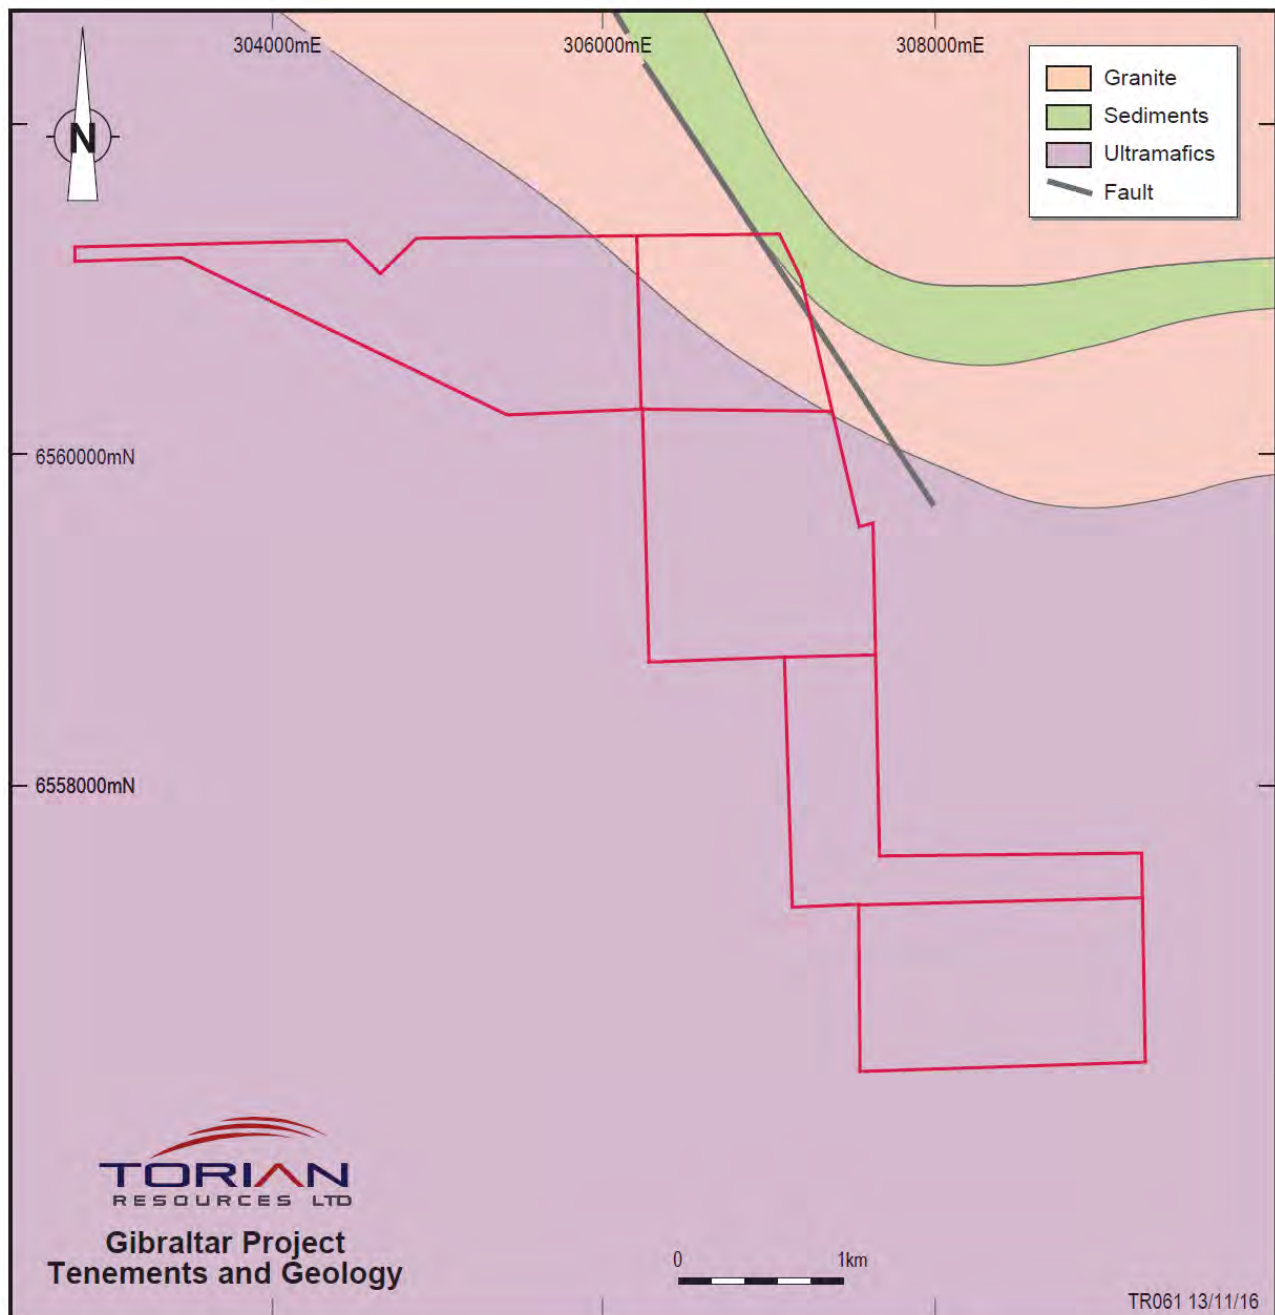 304000mE
306000mE
308000mE
N
Granite
Sediments
Ultramafics
Fault
6560000mN
6558000mN
TORIAN
RESOURCES LTD
Gibraltar Project
Tenements and Geology
0
1km
TR061 13/11/16